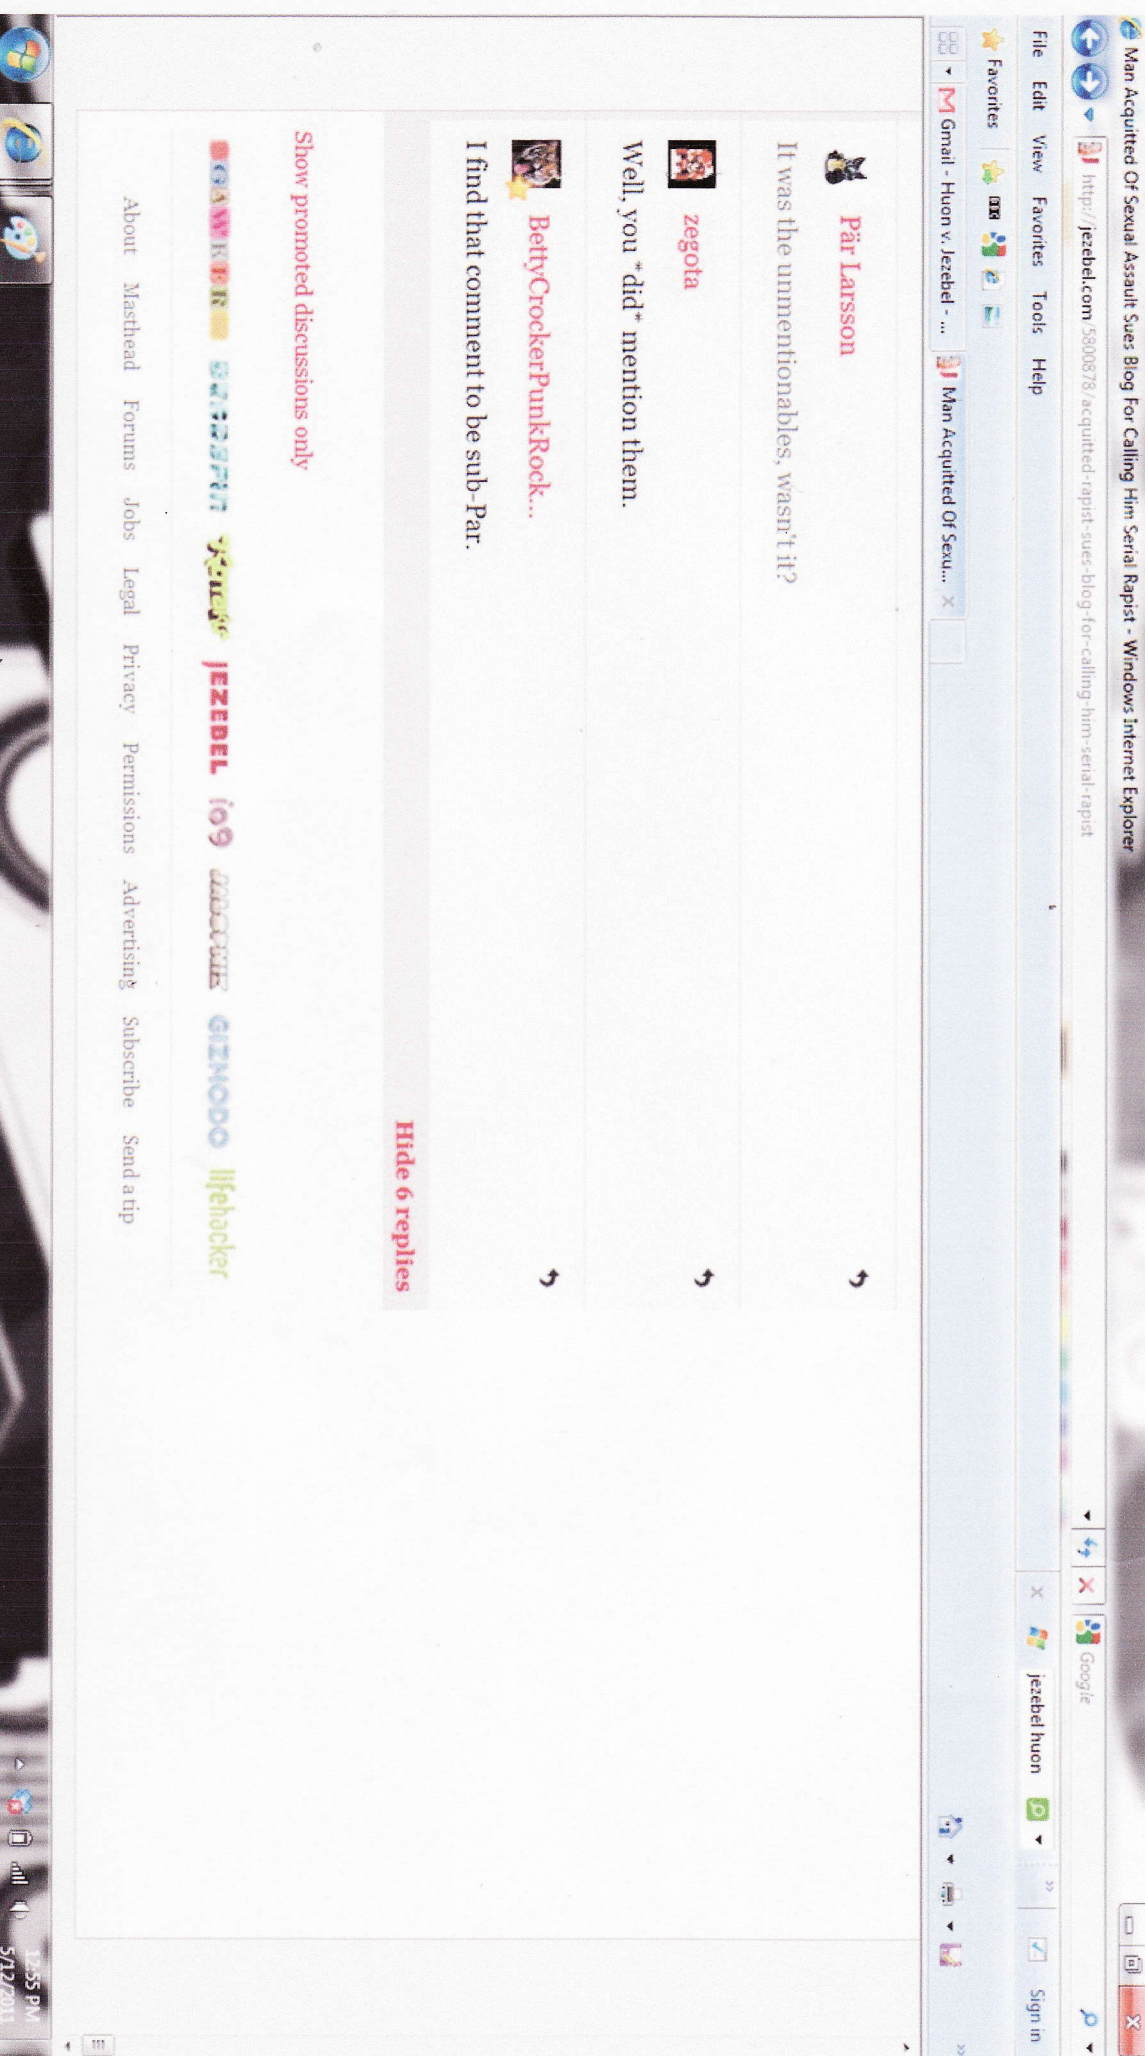 Man Acquitted Of Sexual Assault Sues Blog For Calling Him Serial Rapist - Windows Internet Explorer
http://jezebel.com/5800878/acquitted-rapist-sues-blog-for-calling-him-serial-rapist
Google
File Edit View Favorites Tools Help
jezebel huon
Sign in
Favorites
Gmail - Huon v. Jezebel - ...
Man Acquitted Of Sexu...
Pär Larsson
It was the unmentionables, wasn't it?
zegota
Well, you *did* mention them.
BettyCrockerPunkRock...
I find that comment to be sub-Par.
Hide 6 replies
Show promoted discussions only
GAWKER JEZEBEL io9 GIZMODO lifehacker
About Masthead Forums Jobs Legal Privacy Permissions Advertising Subscribe Send a tip
12:55 PM
5/12/2011